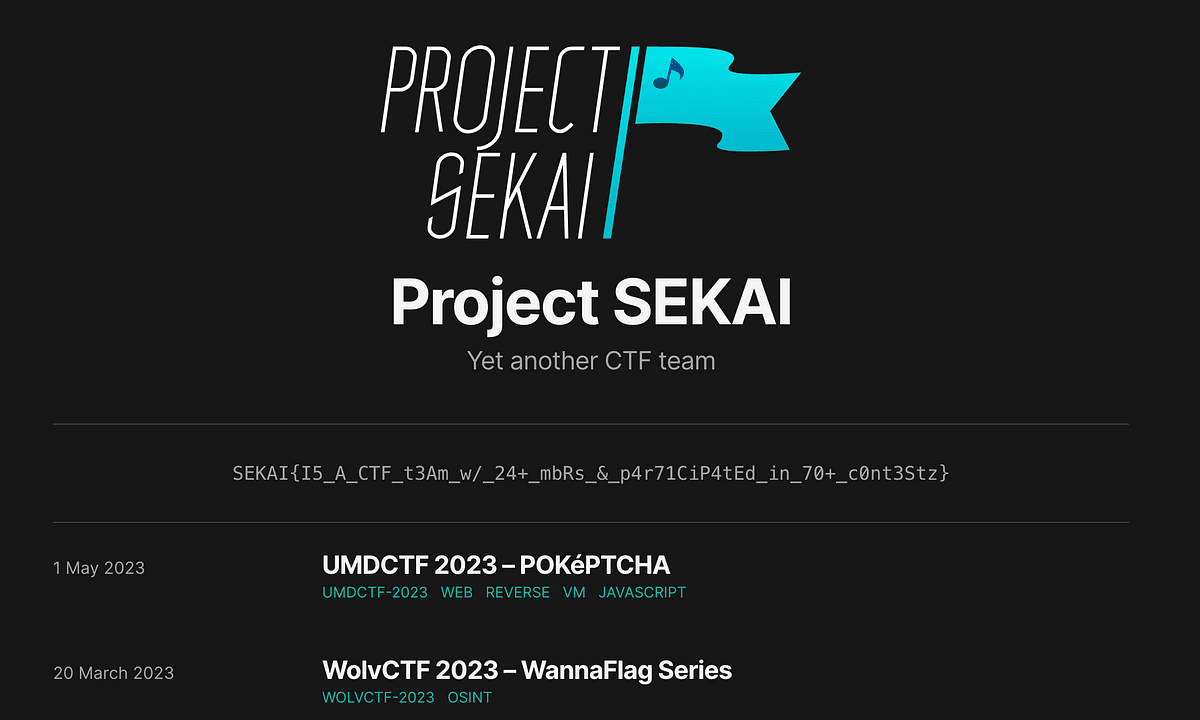 PROJECT
SEKAI
Project SEKAI
Yet another CTF team
SEKAI{I5_A_CTF_t3Am_w/_24+_mbRs_&_p4r71CiP4tEd_in_70+_c0nt3Stz}
1 May 2023
UMDCTF 2023 – POKéPTCHA
UMDCTF-2023 WEB REVERSE VM JAVASCRIPT
20 March 2023
WolvCTF 2023 – WannaFlag Series
WOLVCTF-2023 OSINT